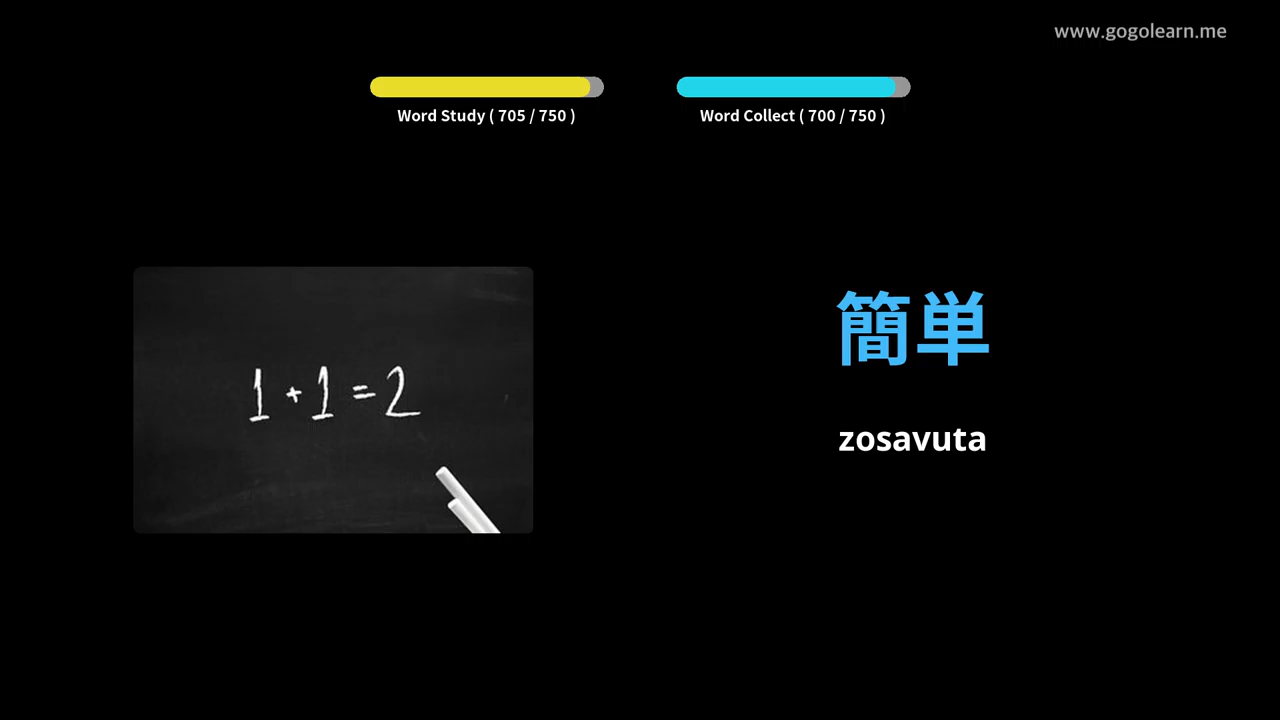 www.gogolearn.me
Word Study ( 705 / 750 )
Word Collect ( 700 / 750 )
1 + 1 = 2
簡単
zosavuta